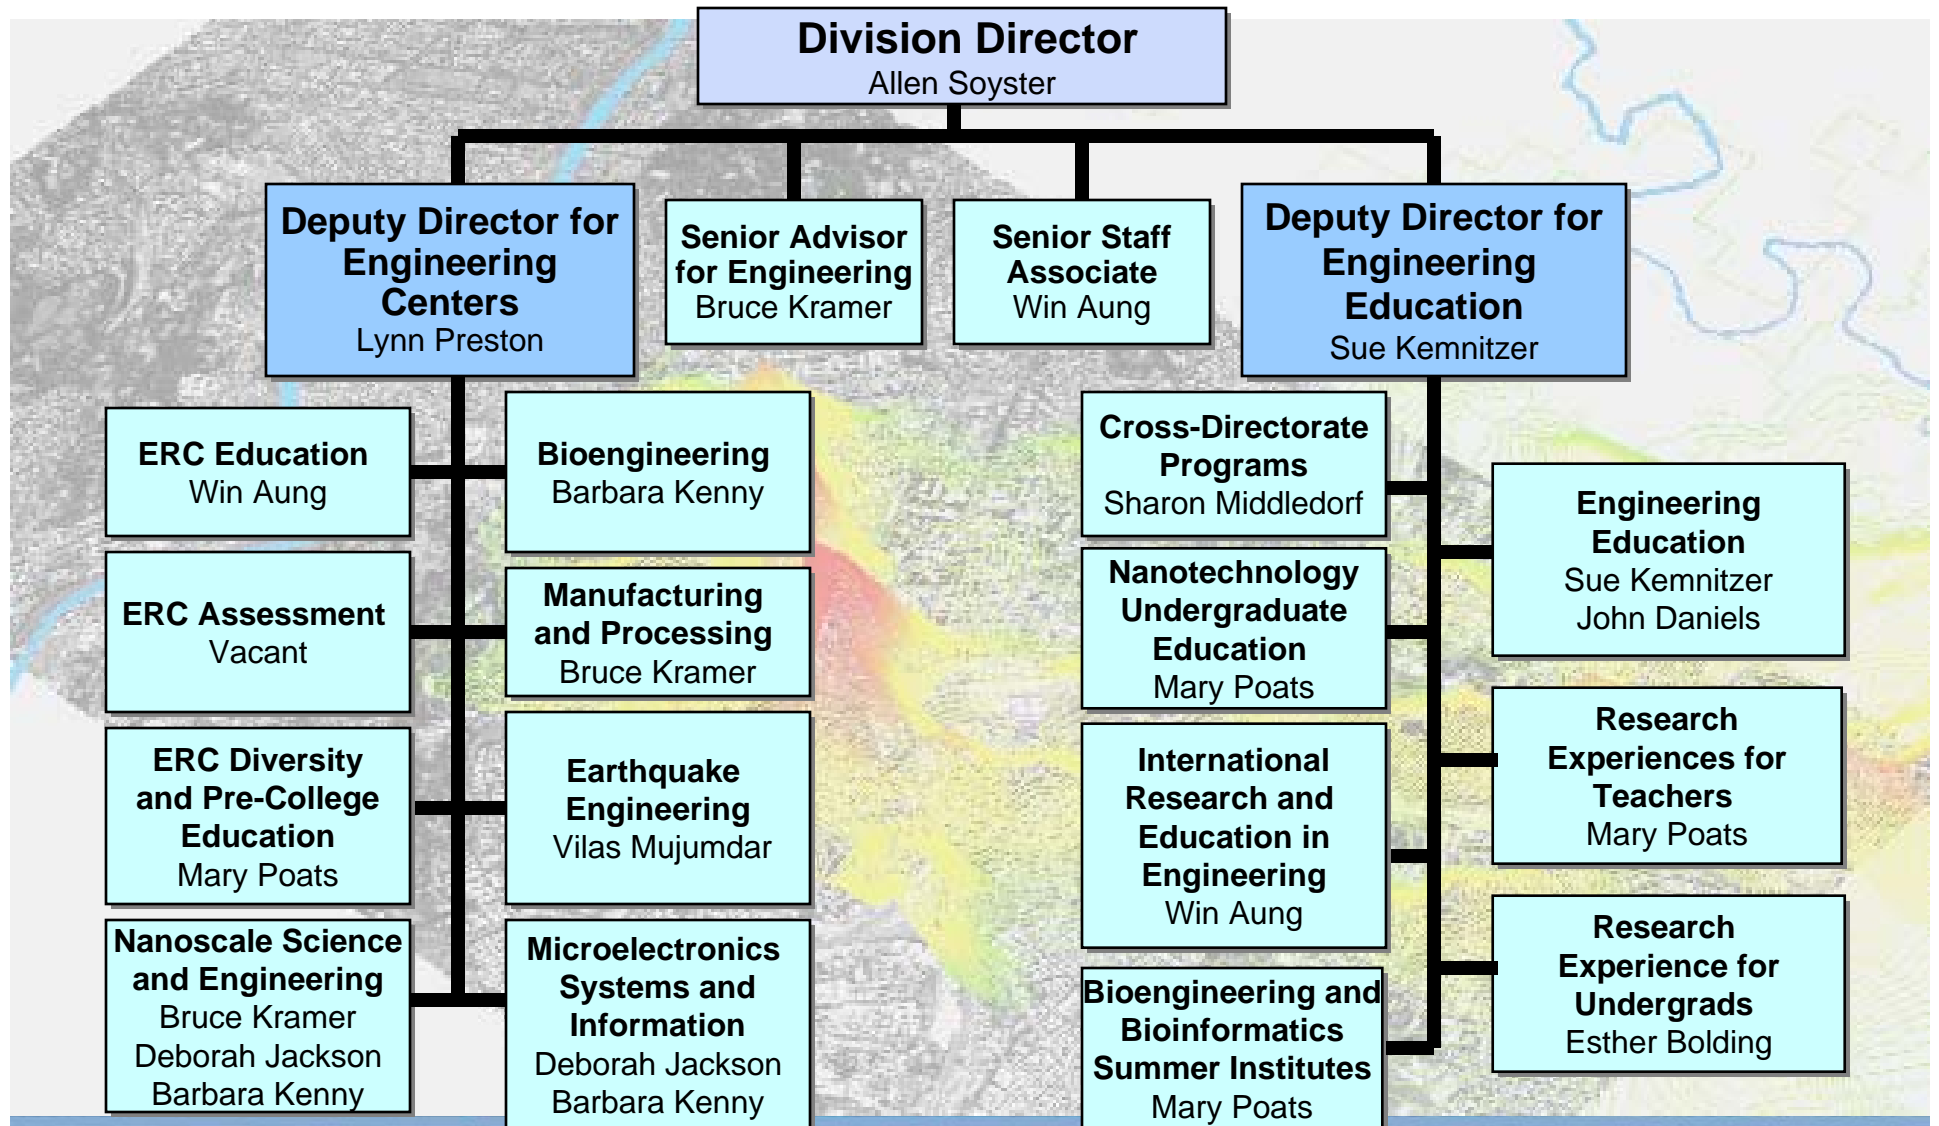 Division Director
Allen Soyster
Deputy Director for
Engineering
Centers
Lynn Preston
Senior Advisor
for Engineering
Bruce Kramer
Senior Staff
Associate
Win Aung
Deputy Director for
Engineering
Education
Sue Kemnitzer
ERC Education
Win Aung
Bioengineering
Barbara Kenny
ERC Assessment
Vacant
Manufacturing
and Processing
Bruce Kramer
ERC Diversity
and Pre-College
Education
Mary Poats
Earthquake
Engineering
Vilas Mujumdar
Nanoscale Science
and Engineering
Bruce Kramer
Deborah Jackson
Barbara Kenny
Microelectronics
Systems and
Information
Deborah Jackson
Barbara Kenny
Cross-Directorate
Programs
Sharon Middledorf
Engineering
Education
Sue Kemnitzer
John Daniels
Nanotechnology
Undergraduate
Education
Mary Poats
Research
Experiences for
Teachers
Mary Poats
International
Research and
Education in
Engineering
Win Aung
Research
Experience for
Undergrads
Esther Bolding
Bioengineering and
Bioinformatics
Summer Institutes
Mary Poats